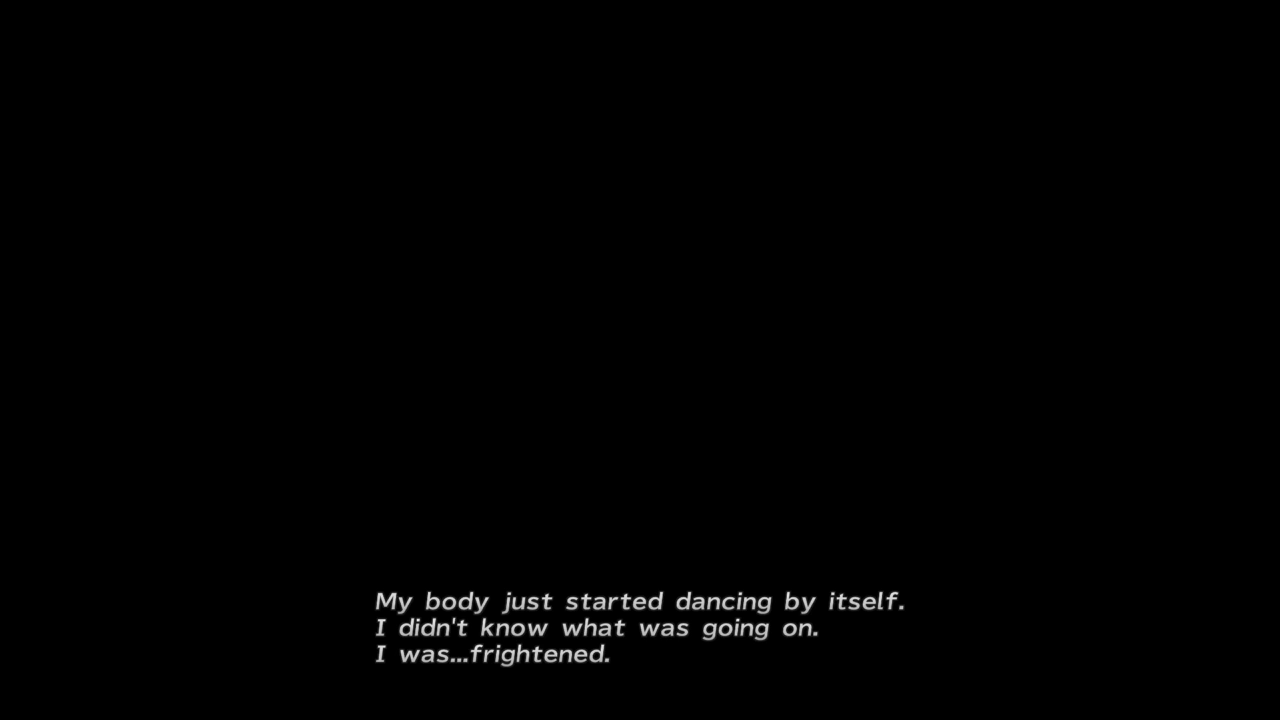 My body just started dancing by itself.
I didn't know what was going on.
I was...frightened.